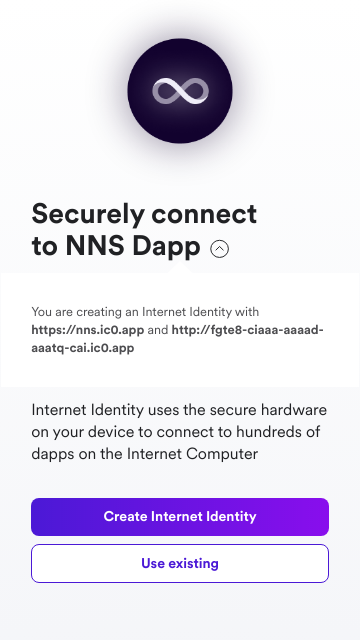 Securely connect
to NNS Dapp
You are creating an Internet Identity with
https://nns.ic0.app and http://fgte8-ciaaa-aaaad-
aaatq-cai.ic0.app
Internet Identity uses the secure hardware
on your device to connect to hundreds of
dapps on the Internet Computer
Create Internet Identity
Use existing